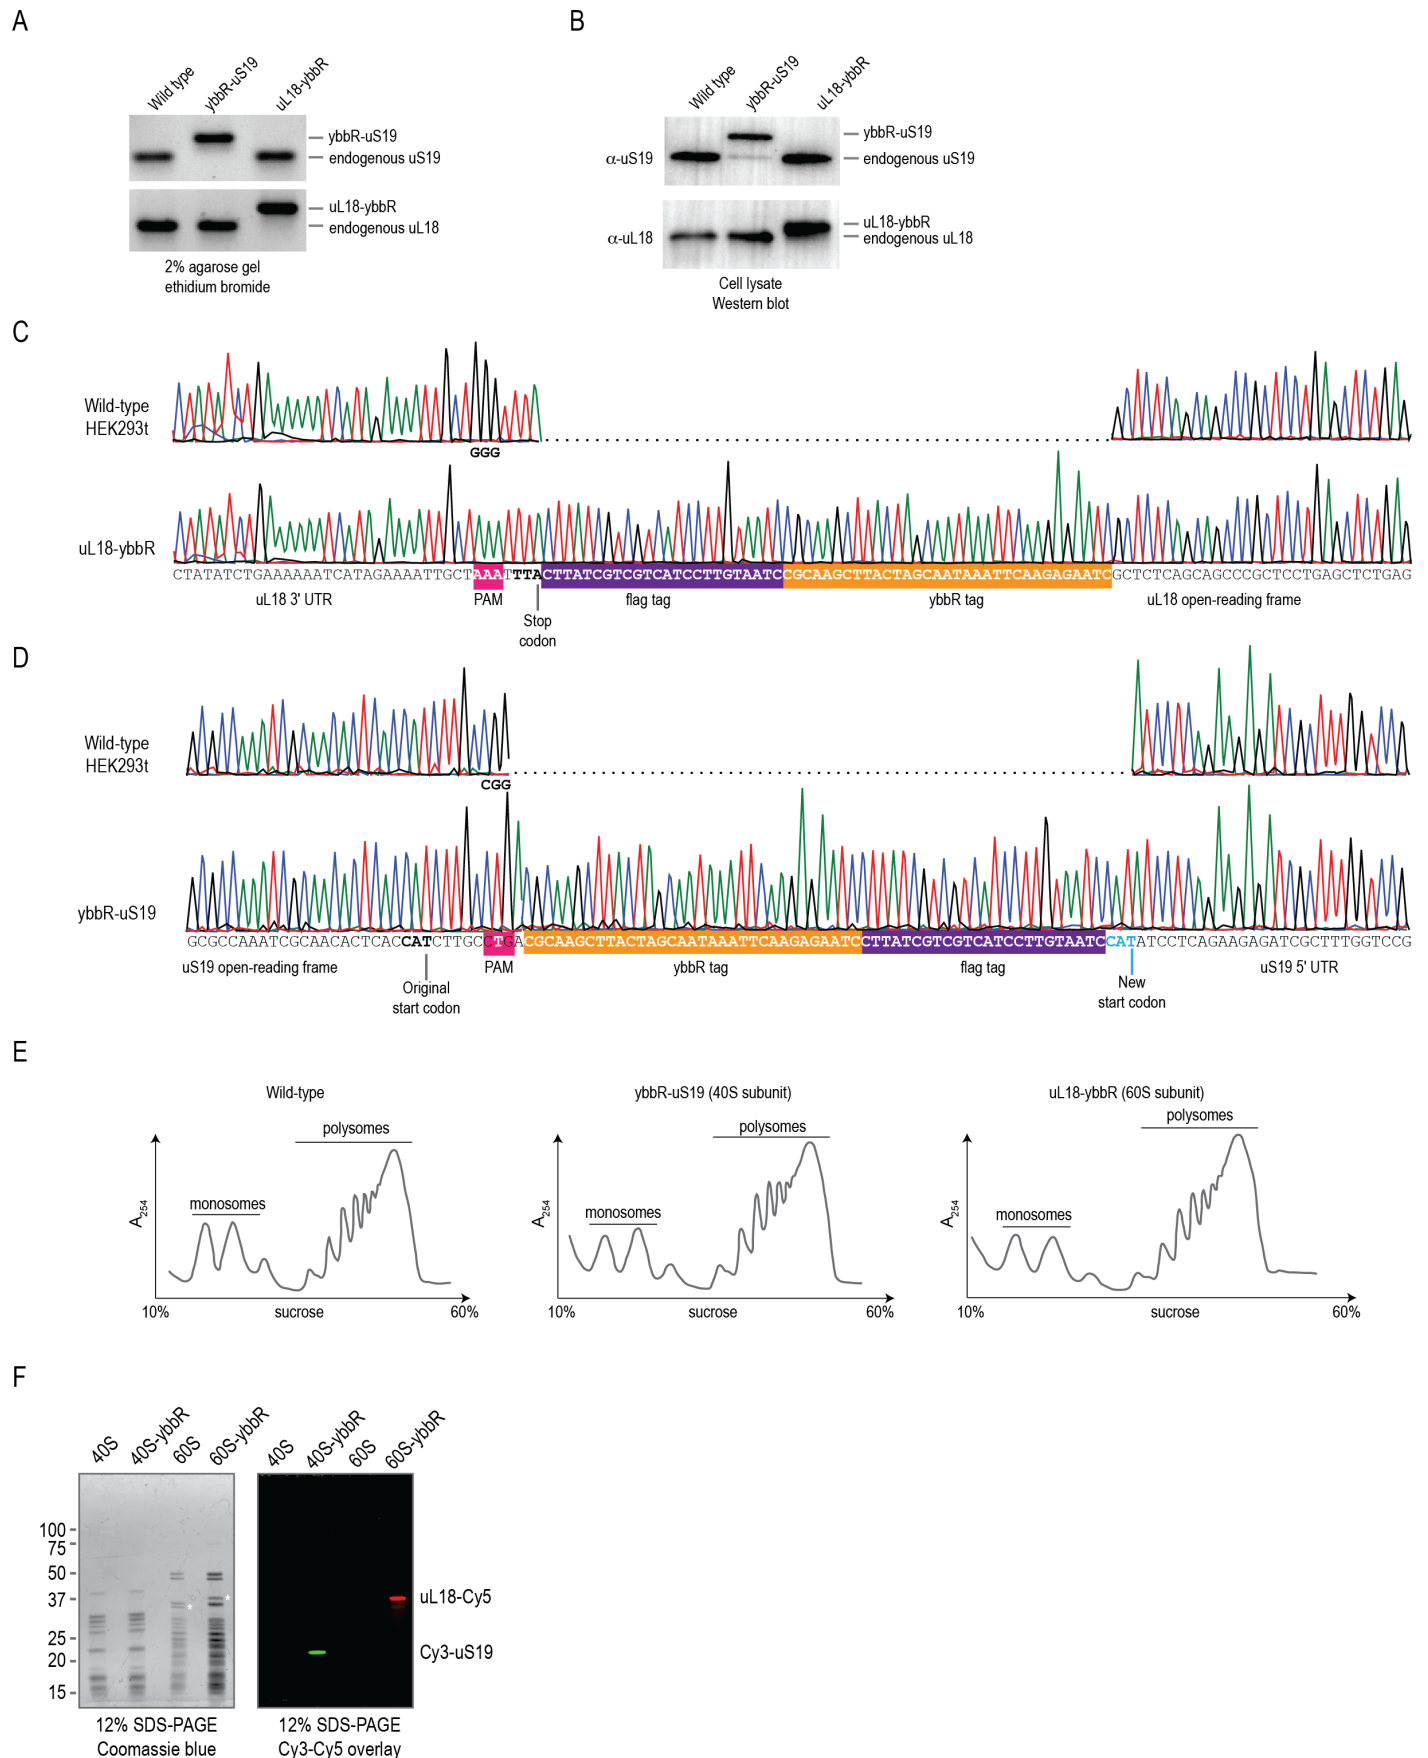 A
Wild type
ybbR-uS19
uL18-ybbR
ybbR-uS19
endogenous uS19
uL18-ybbR
endogenous uL18
2% agarose gel
ethidium bromide
B
Wild type
ybbR-uS19
uL18-ybbR
α-uS19
ybbR-uS19
endogenous uS19
α-uL18
uL18-ybbR
endogenous uL18
Cell lysate
Western blot
C
Wild-type
HEK293t
GGG
uL18-ybbR
CTATATCTGAAAAAATCATAGAAAATTGCTAAATTTACTTATCGTCGTCATCCTTGTAATCCGCAAGCTTACTAGCAATAAATTCAAGAGAATCGCTCTCAGCAGCCCGCTCCTGAGCTCTGAG
uL18 3' UTR
PAM
flag tag
ybbR tag
uL18 open-reading frame
Stop
codon
D
Wild-type
HEK293t
CGG
ybbR-uS19
GCGCCAAATCGCAACACTCACCATCTTGCCTGACGCAAGCTTACTAGCAATAAATTCAAGAGAATCCTTATCGTCGTCATCCTTGTAATCCATATCCTCAGAAGAGATCGCTTTGGTCCG
uS19 open-reading frame
PAM
ybbR tag
flag tag
uS19 5' UTR
Original
start codon
New
start codon
E
Wild-type
ybbR-uS19 (40S subunit)
uL18-ybbR (60S subunit)
polysomes
monosomes
A254
10%
sucrose
60%
polysomes
monosomes
A254
10%
sucrose
60%
polysomes
monosomes
A254
10%
sucrose
60%
F
40S
40S-ybbR
60S
60S-ybbR
40S
40S-ybbR
60S
60S-ybbR
100
75
50
37
25
20
15
*
*
uL18-Cy5
Cy3-uS19
12% SDS-PAGE
Coomassie blue
12% SDS-PAGE
Cy3-Cy5 overlay